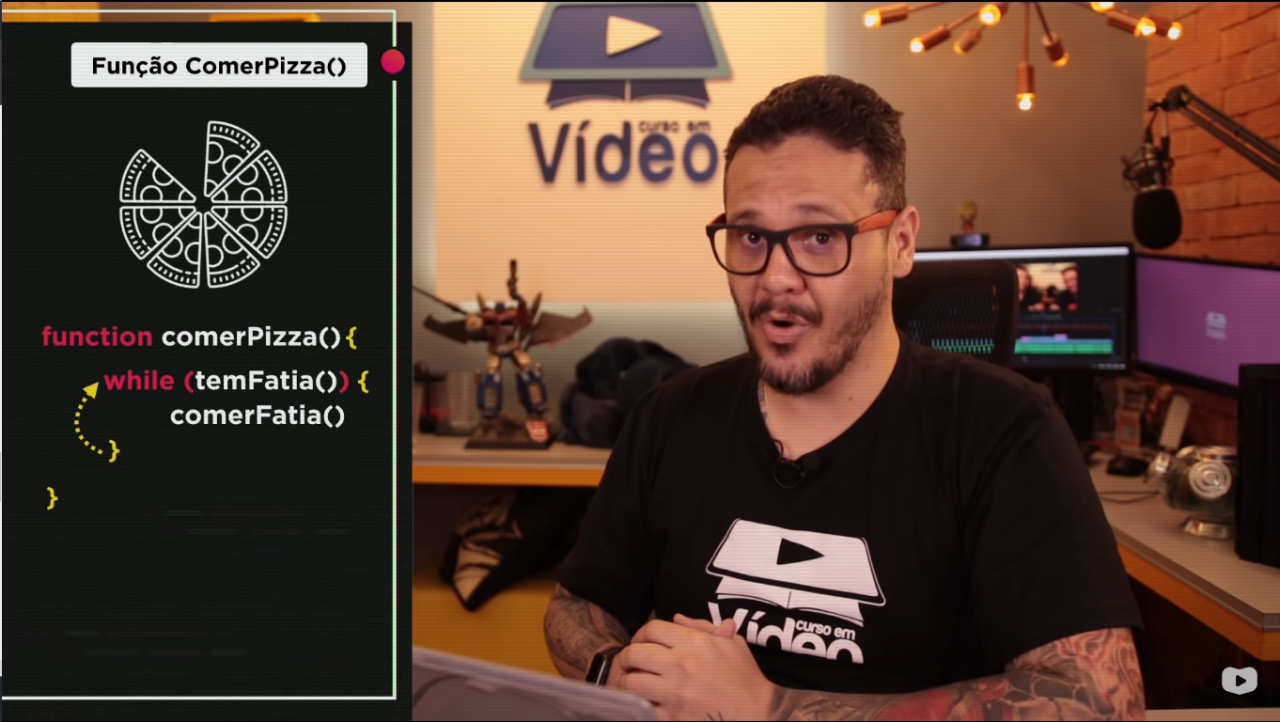 Função ComerPizza()
function comerPizza() {
while (temFatia()) {
comerFatia()
}
}
curso em
Vídeo
curso em
Vídeo